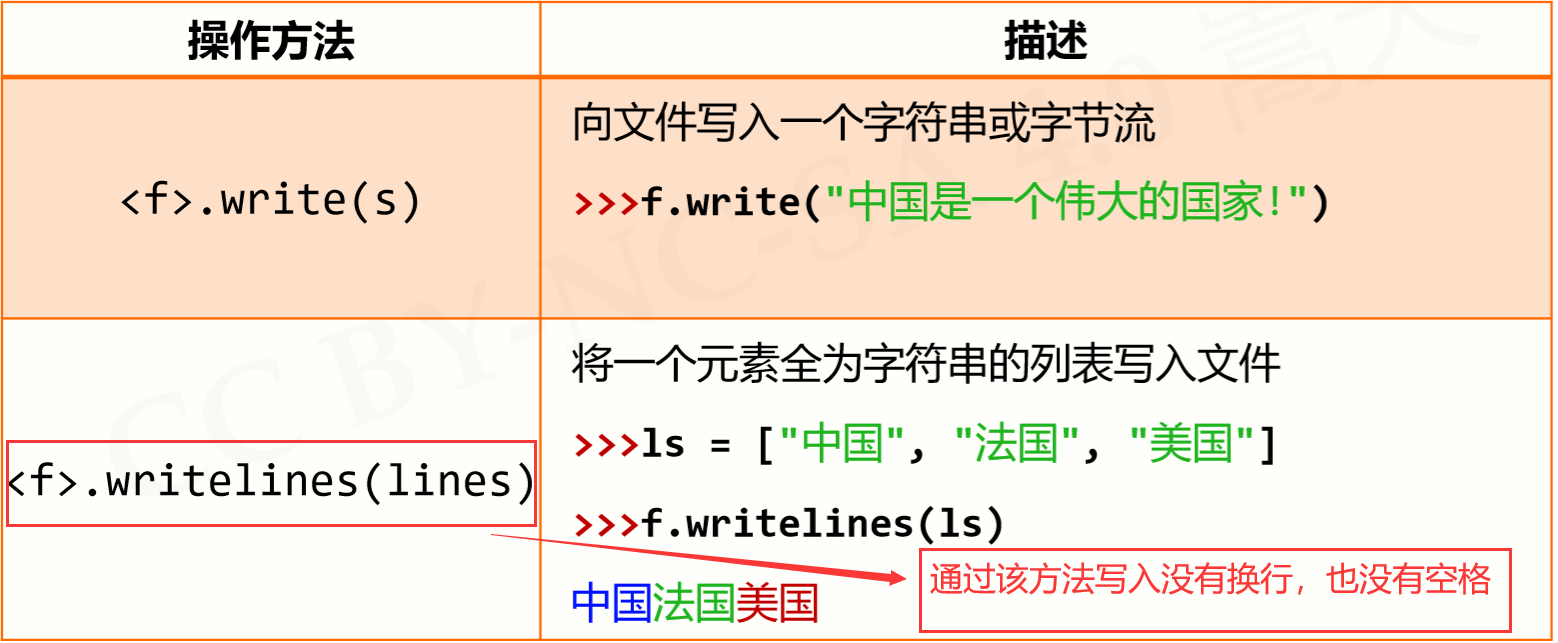 操作方法
描述
<f>.write(s)
向文件写入一个字符串或字节流
>>>f.write("中国是一个伟大的国家!")
<f>.writelines(lines)
将一个元素全为字符串的列表写入文件
>>>ls = ["中国", "法国", "美国"]
>>>f.writelines(ls)
中国法国美国
通过该方法写入没有换行，也没有空格
CC BY-NC-SA 4.0 嵩天